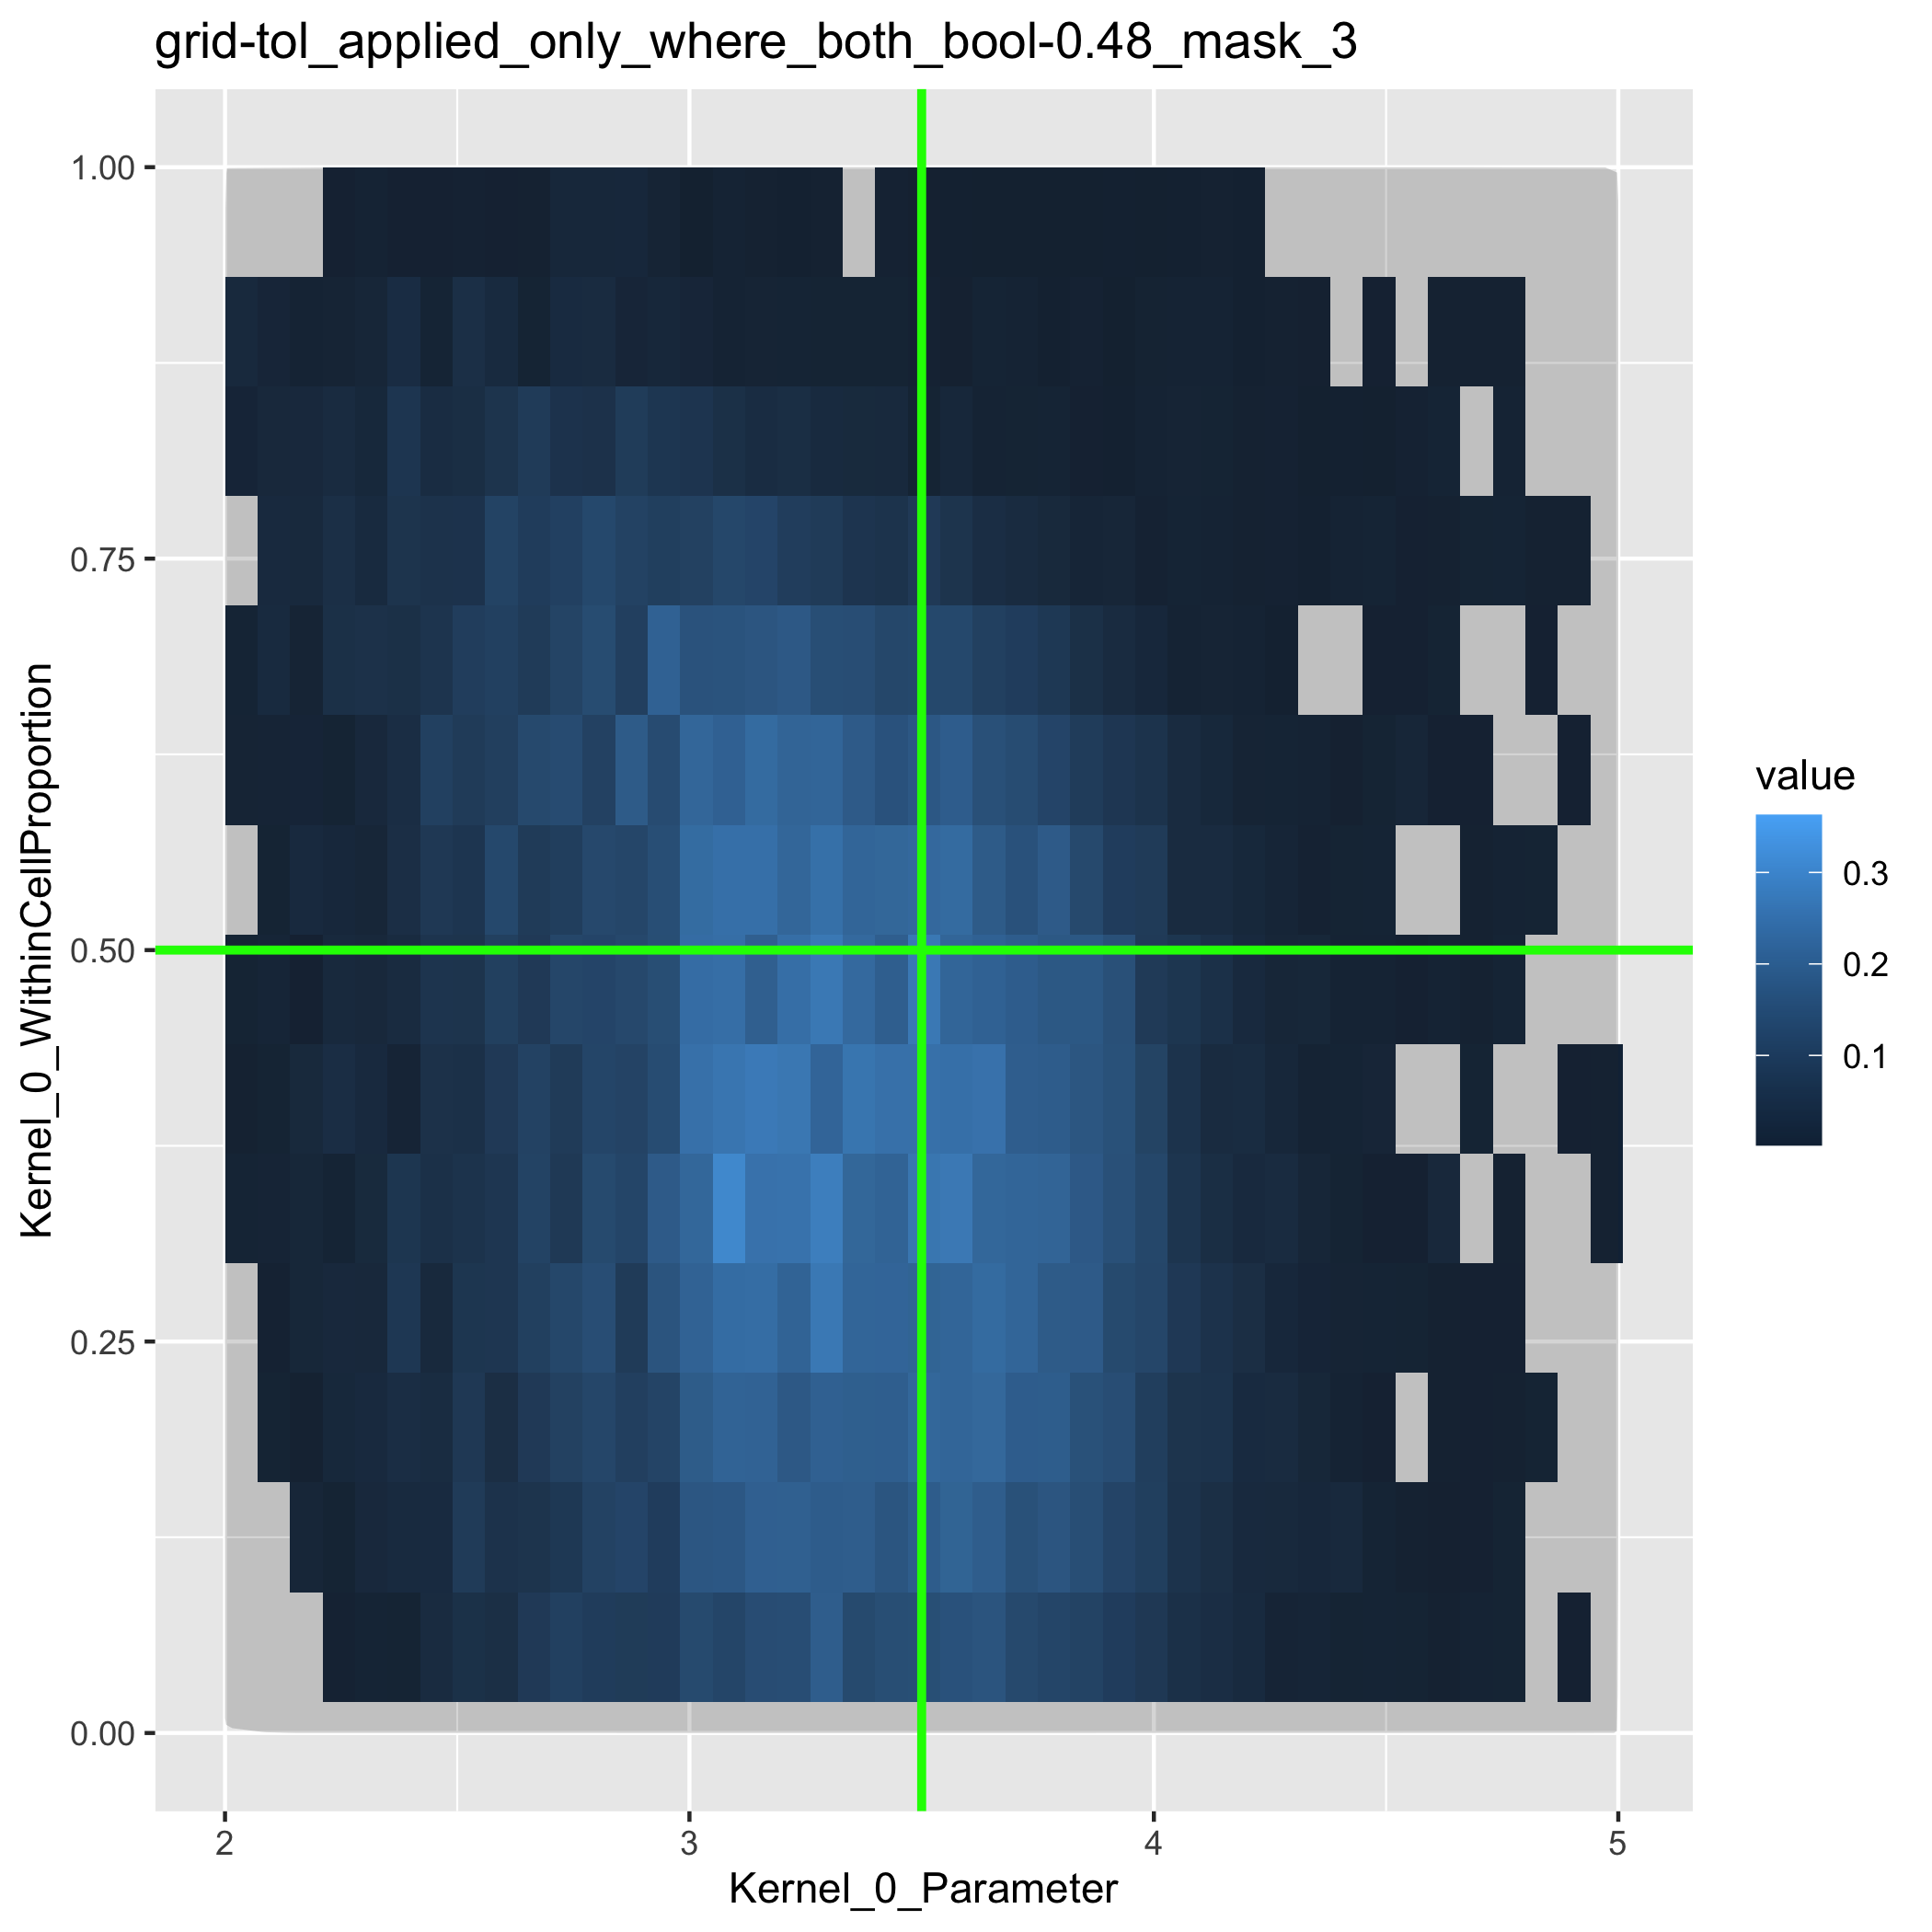 grid-tol_applied_only_where_both_bool-0.48_mask_3
1.00
0.75
0.50
0.25
0.00
Kernel_0_WithinCellProportion
2 3 4 5
Kernel_0_Parameter
value
0.3
0.2
0.1